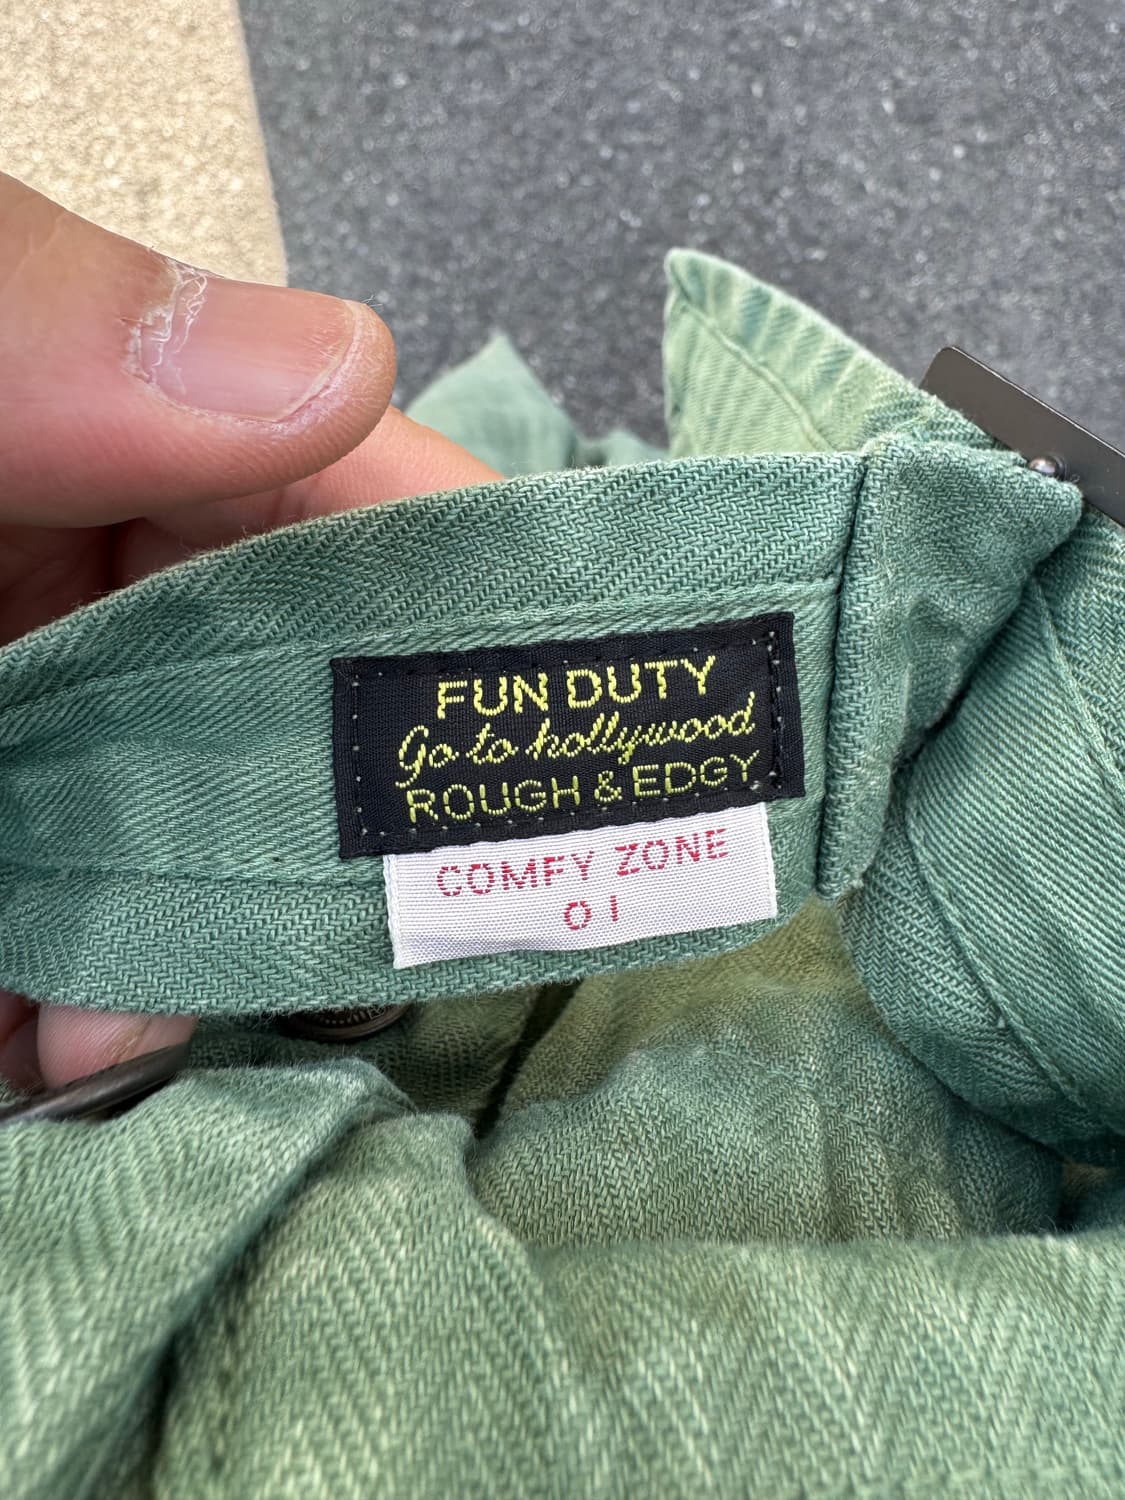 FUN DUTY
Go to hollywood
ROUGH & EDGY
COMFY ZONE
01